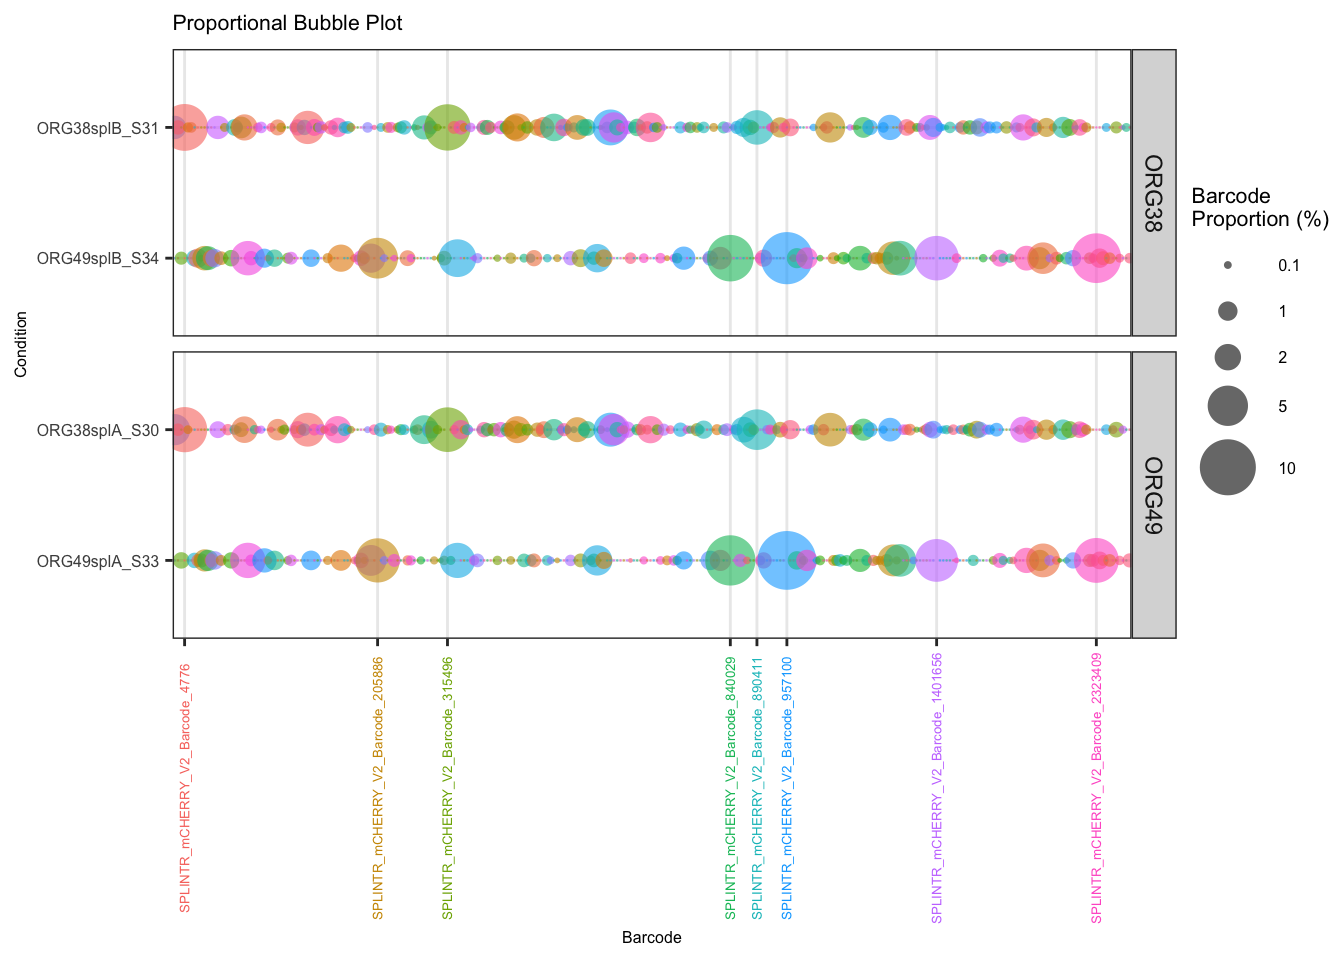 Proportional Bubble Plot
ORG38splB_S31
ORG49splB_S34
ORG38
Condition
ORG38splA_S30
ORG49splA_S33
ORG49
SPLINTR_mCHERRY_V2_Barcode_4776
SPLINTR_mCHERRY_V2_Barcode_205886
SPLINTR_mCHERRY_V2_Barcode_315496
SPLINTR_mCHERRY_V2_Barcode_840029
SPLINTR_mCHERRY_V2_Barcode_890411
SPLINTR_mCHERRY_V2_Barcode_957100
SPLINTR_mCHERRY_V2_Barcode_1401656
SPLINTR_mCHERRY_V2_Barcode_2323409
Barcode
Barcode
Proportion (%)
0.1
1
2
5
10